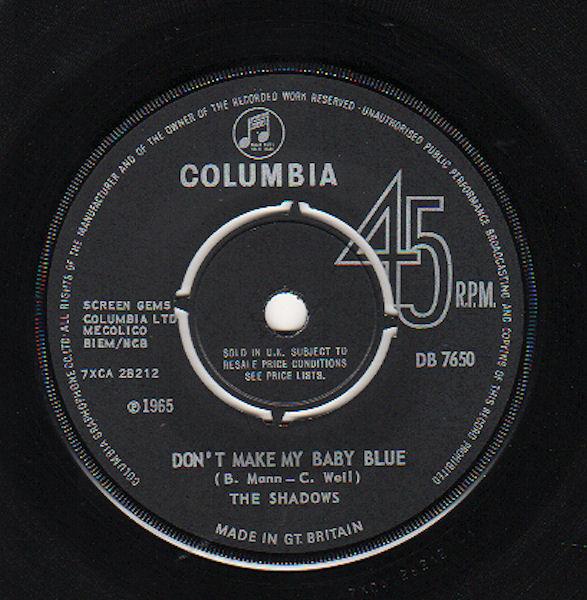 COLUMBIA GRAPHOPHONE CO. LTD. ALL RIGHTS OF THE MANUFACTURER AND OF THE OWNER OF THE RECORDED WORK RESERVED - UNAUTHORISED PUBLIC PERFORMANCE BROADCASTING AND COPYING OF THIS RECORD PROHIBITED
COLUMBIA
45 R.P.M.
SCREEN GEMS
COLUMBIA LTD
MECOLICO
BIEM/NCB
7XCA 28212
Ⓟ1965
SOLD IN U.K. SUBJECT TO
RESALE PRICE CONDITIONS
SEE PRICE LISTS.
DB 7650
DON'T MAKE MY BABY BLUE
(B. Mann – C. Weil)
THE SHADOWS
MADE IN GT. BRITAIN